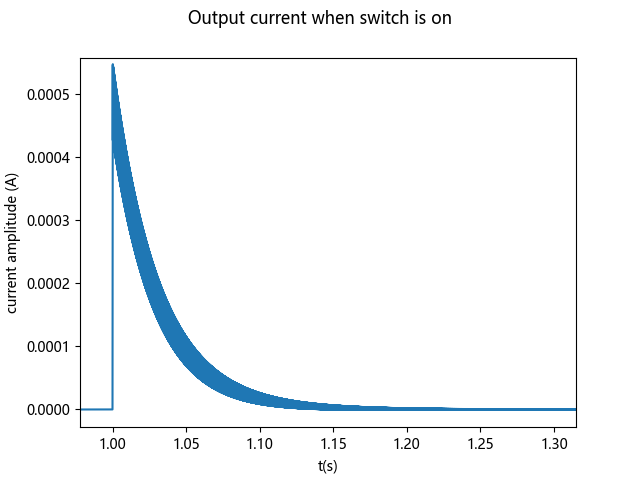 Output current when switch is on
0.0005
0.0004
0.0003
0.0002
0.0001
0.0000
current amplitude (A)
1.00 1.05 1.10 1.15 1.20 1.25 1.30
t(s)